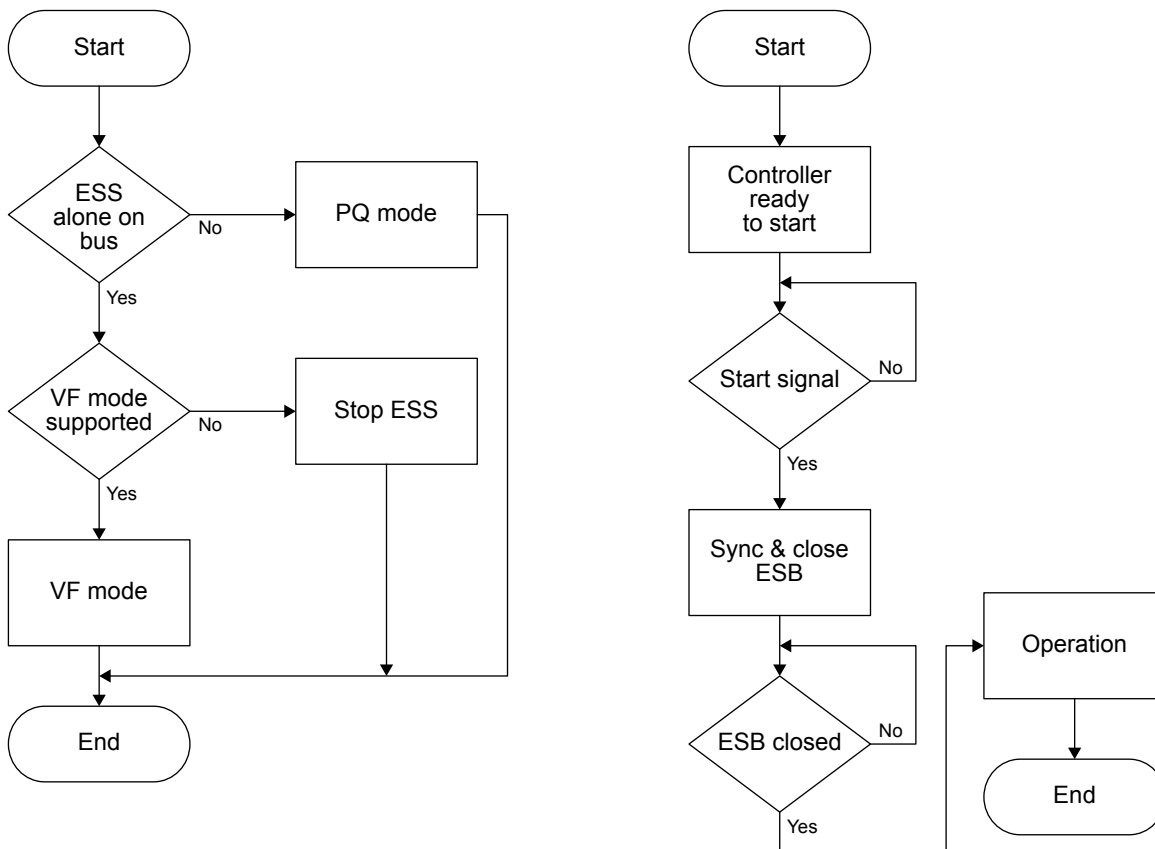 Start
ESS
alone on
bus
No
PQ mode
Yes
VF mode
supported
No
Stop ESS
Yes
VF mode
End
Start
Controller
ready
to start
Start signal
No
Yes
Sync & close
ESB
ESB closed
No
Yes
Operation
End